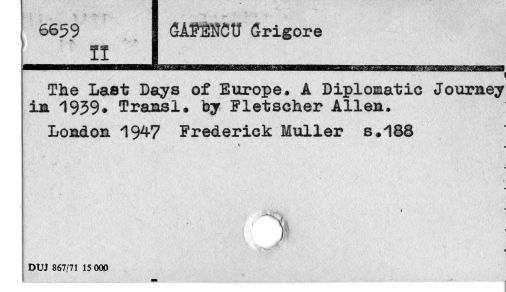 6659
II
GAFENCU Grigore
The Last Days of Europe. A Diplomatic Journey
in 1939. Transl. by Fletscher Allen.
London 1947 Frederick Muller s.188
DUJ 867/71 15 000